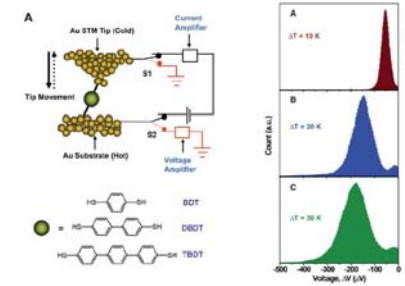 A
Au STM Tip (Cold)
Current
Amplifier
S1
Tip Movement
S2
Au Substrate (Hot)
Voltage
Amplifier
HS
SH
BDT
=
HS
SH
DBDT
HS
SH
TBDT
A
ΔT = 10 K
B
ΔT = 20 K
C
ΔT = 30 K
Count (a.u.)
-500 -400 -300 -200 -100 0
Voltage, ΔV (μV)